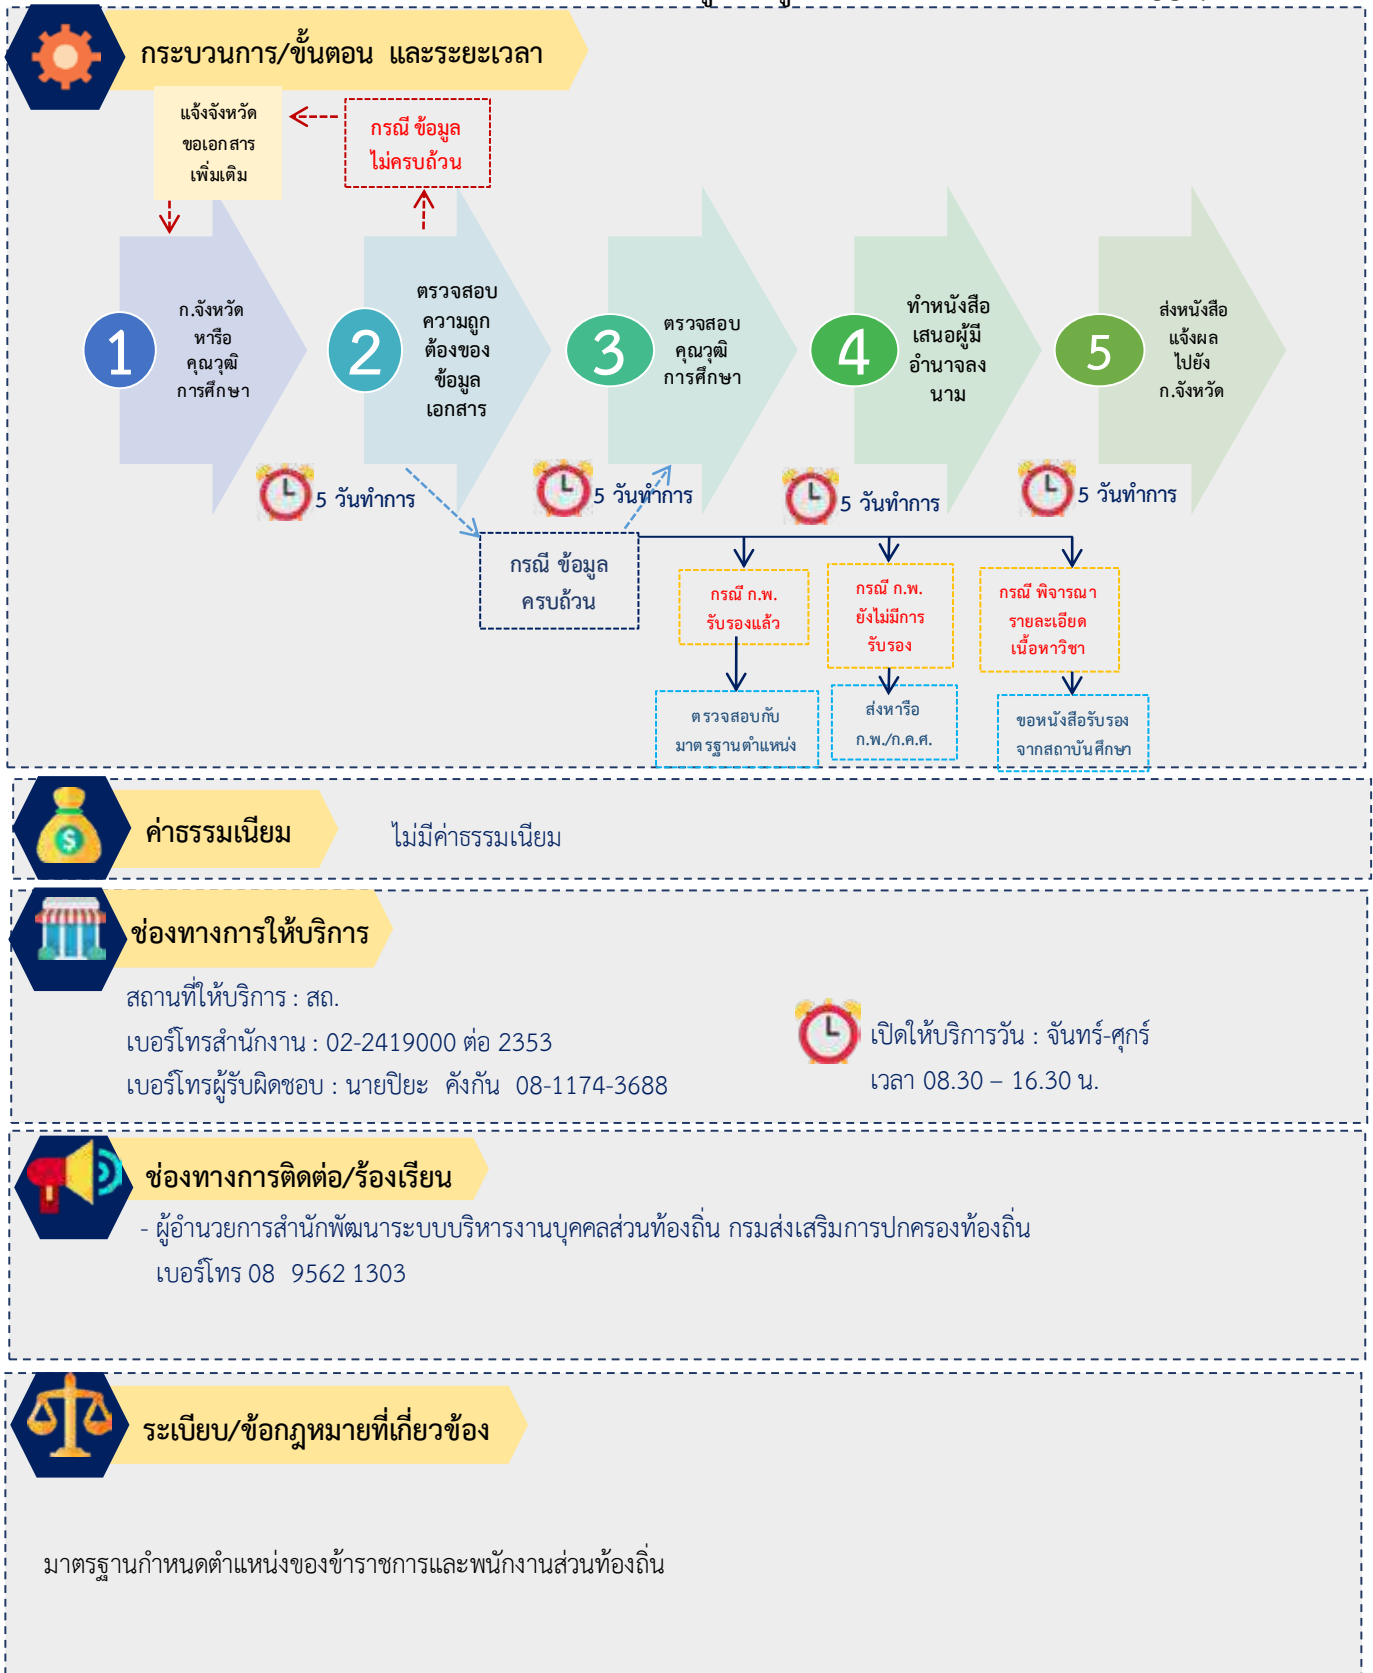 กระบวนการ/ขั้นตอน และระยะเวลา
แจ้งจังหวัด
ขอเอกสาร
เพิ่มเติม
กรณี ข้อมูล
ไม่ครบถ้วน
1
ก.จังหวัด
หารือ
คุณวุฒิ
การศึกษา
2
ตรวจสอบ
ความถูก
ต้องของ
ข้อมูล
เอกสาร
3
ตรวจสอบ
คุณวุฒิ
การศึกษา
4
ทำหนังสือ
เสนอผู้มี
อำนาจลง
นาม
5
ส่งหนังสือ
แจ้งผล
ไปยัง
ก.จังหวัด
5 วันทำการ
5 วันทำการ
5 วันทำการ
5 วันทำการ
กรณี ข้อมูล
ครบถ้วน
กรณี ก.พ.
รับรองแล้ว
กรณี ก.พ.
ยังไม่มีการ
รับรอง
กรณี พิจารณา
รายละเอียด
เนื้อหาวิชา
ตรวจสอบกับ
มาตรฐานตำแหน่ง
ส่งหารือ
ก.พ./ก.ค.ศ.
ขอหนังสือรับรอง
จากสถาบันศึกษา
ค่าธรรมเนียม
ไม่มีค่าธรรมเนียม
ช่องทางการให้บริการ
สถานที่ให้บริการ : สถ.
เบอร์โทรสำนักงาน : 02-2419000 ต่อ 2353
เบอร์โทรผู้รับผิดชอบ : นายปิยะ คังกัน 08-1174-3688
เปิดให้บริการวัน : จันทร์-ศุกร์
เวลา 08.30 – 16.30 น.
ช่องทางการติดต่อ/ร้องเรียน
- ผู้อำนวยการสำนักพัฒนาระบบบริหารงานบุคคลส่วนท้องถิ่น กรมส่งเสริมการปกครองท้องถิ่น
เบอร์โทร 08 9562 1303
ระเบียบ/ข้อกฎหมายที่เกี่ยวข้อง
มาตรฐานกำหนดตำแหน่งของข้าราชการและพนักงานส่วนท้องถิ่น